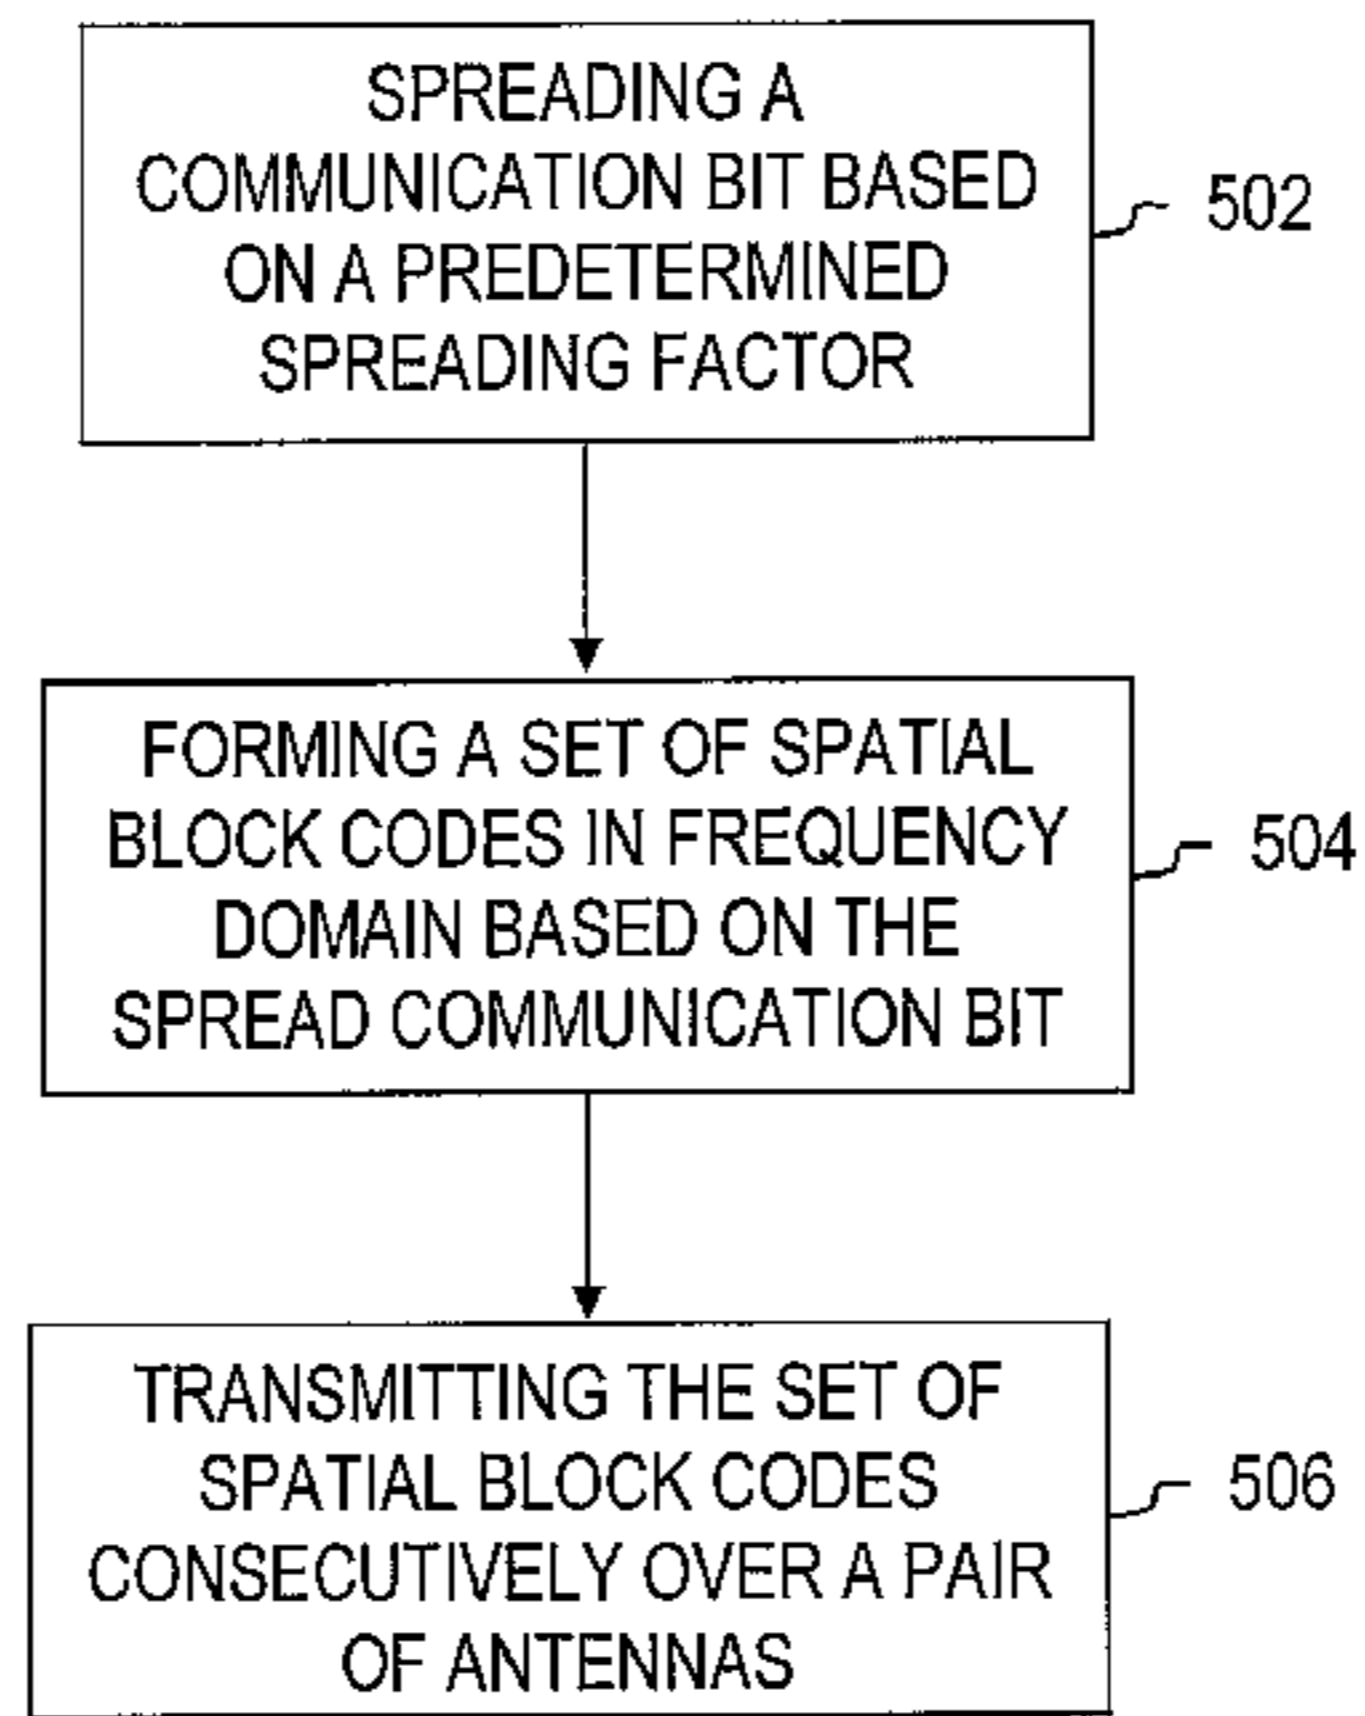 SPREADING A
COMMUNICATION BIT BASED
ON A PREDETERMINED
SPREADING FACTOR
502
FORMING A SET OF SPATIAL
BLOCK CODES IN FREQUENCY
DOMAIN BASED ON THE
SPREAD COMMUNICATION BIT
504
TRANSMITTING THE SET OF
SPATIAL BLOCK CODES
CONSECUTIVELY OVER A PAIR
OF ANTENNAS
506